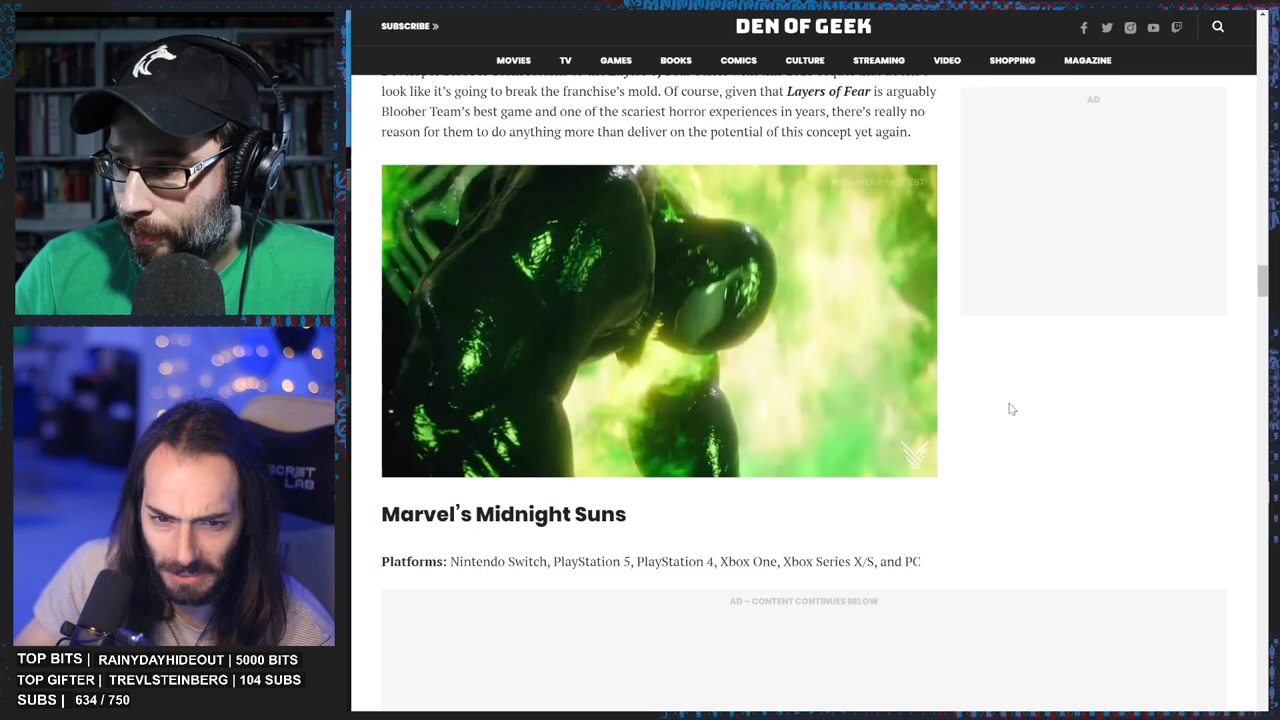 SUBSCRIBE »
DEN OF GEEK
MOVIES TV GAMES BOOKS COMICS CULTURE STREAMING VIDEO SHOPPING MAGAZINE
look like it's going to break the franchise's mold. Of course, given that Layers of Fear is arguably
Bloober Team's best game and one of the scariest horror experiences in years, there's really no
reason for them to do anything more than deliver on the potential of this concept yet again.
AD
Marvel's Midnight Suns
Platforms: Nintendo Switch, PlayStation 5, PlayStation 4, Xbox One, Xbox Series X/S, and PC
AD – CONTENT CONTINUES BELOW
LAB
TOP BITS | RAINYDAYHIDEOUT | 5000 BITS
TOP GIFTER | TREVLSTEINBERG | 104 SUBS
SUBS | 634 / 750